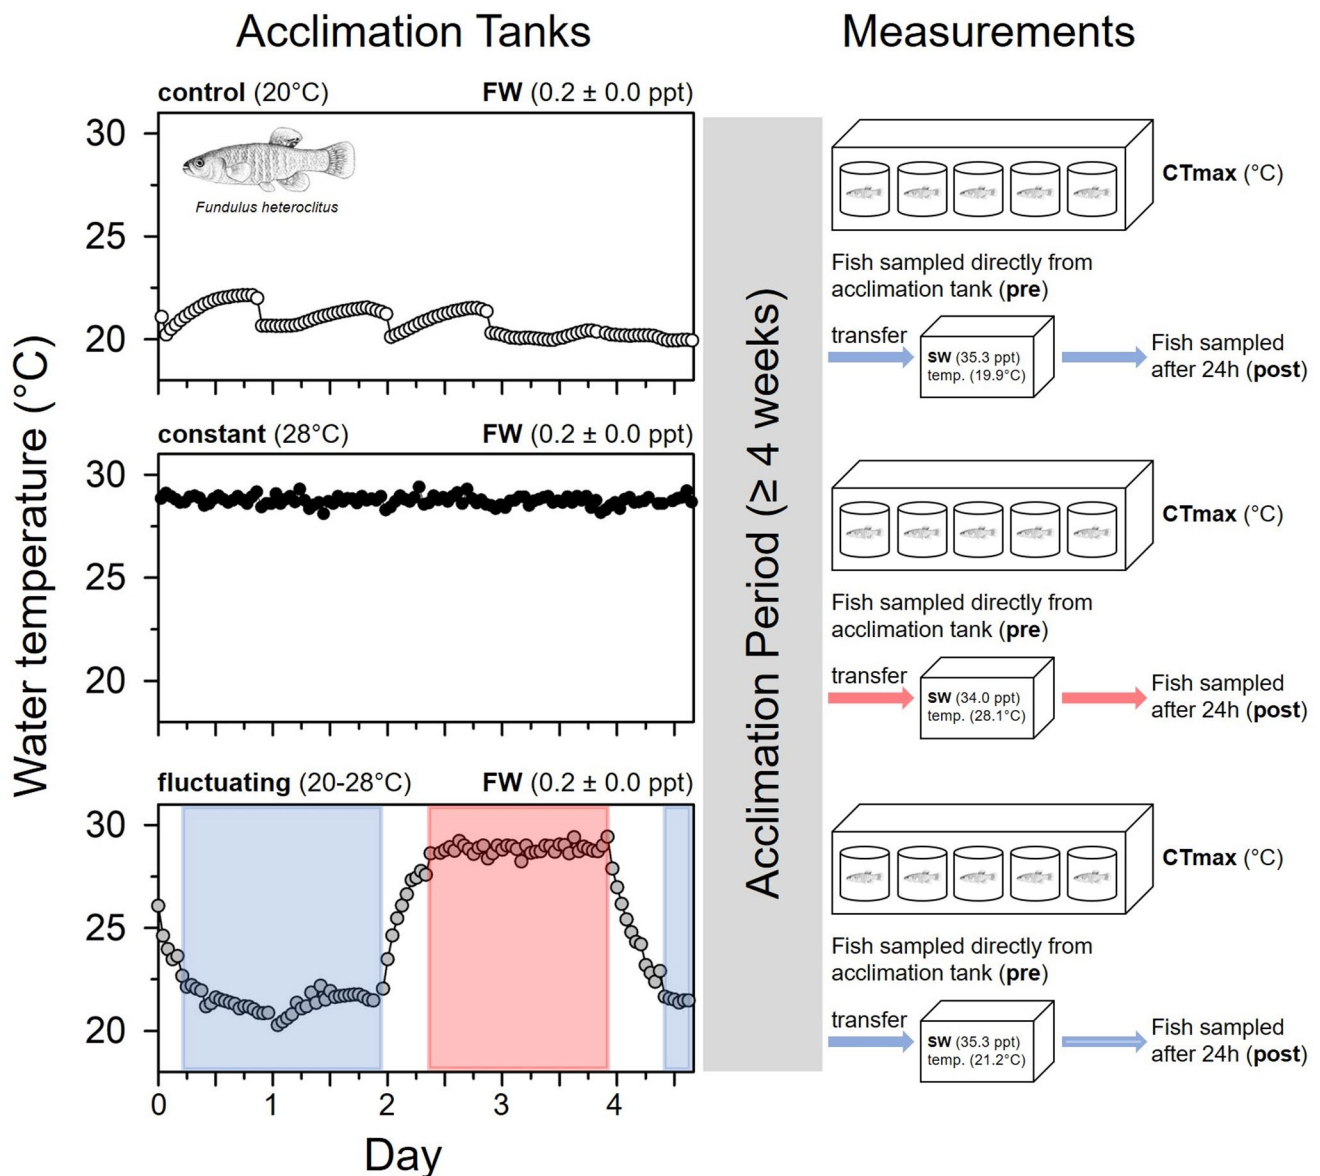 Acclimation Tanks
Measurements
Water temperature (°C)
control (20°C)
FW (0.2 ± 0.0 ppt)
30
25
20
Fundulus heteroclitus
constant (28°C)
FW (0.2 ± 0.0 ppt)
30
25
20
fluctuating (20-28°C)
FW (0.2 ± 0.0 ppt)
30
25
20
0
1
2
3
4
Day
Acclimation Period (≥ 4 weeks)
CTmax (°C)
Fish sampled directly from
acclimation tank (pre)
transfer
SW (35.3 ppt)
temp. (19.9°C)
Fish sampled
after 24h (post)
CTmax (°C)
Fish sampled directly from
acclimation tank (pre)
transfer
SW (34.0 ppt)
temp. (28.1°C)
Fish sampled
after 24h (post)
CTmax (°C)
Fish sampled directly from
acclimation tank (pre)
transfer
SW (35.3 ppt)
temp. (21.2°C)
Fish sampled
after 24h (post)